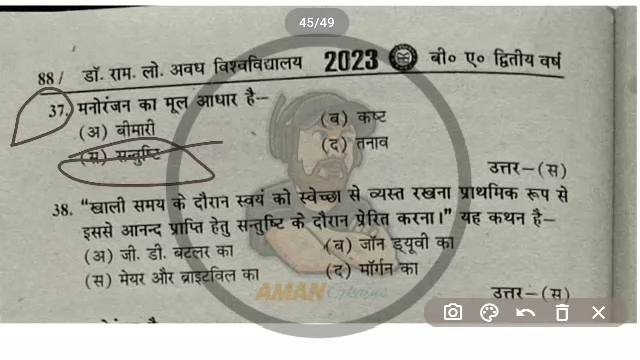 45/49
88/ डॉ. राम. लो. अवध विश्वविद्यालय 2023 बी० ए० द्वितीय वर्ष
37. मनोरंजन का मूल आधार है–
(अ) बीमारी (ब) कष्ट
(स) सन्तुष्टि (द) तनाव
उत्तर–(स)
38. “खाली समय के दौरान स्वयं को स्वेच्छा से व्यस्त रखना प्राथमिक रूप से
इससे आनन्द प्राप्ति हेतु सन्तुष्टि के दौरान प्रेरित करना।” यह कथन है–
(अ) जी. डी. बटलर का (ब) जॉन ड्यूवी का
(स) मेयर और ब्राइटविल का (द) मॉर्गन का
AMAN
उत्तर–(स)